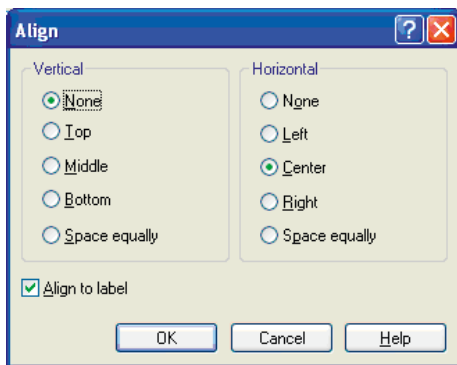 Align
Vertical
None
Top
Middle
Bottom
Space equally
Horizontal
None
Left
Center
Right
Space equally
Align to label
OK
Cancel
Help